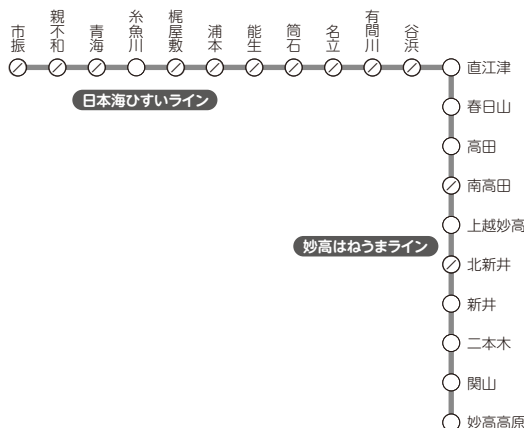 市振
親不和
青海
糸魚川
梶屋敷
浦本
能生
筒石
名立
有間川
谷浜
直江津
日本海ひすいライン
春日山
高田
南高田
上越妙高
妙高はねうまライン
北新井
新井
二本木
関山
妙高高原